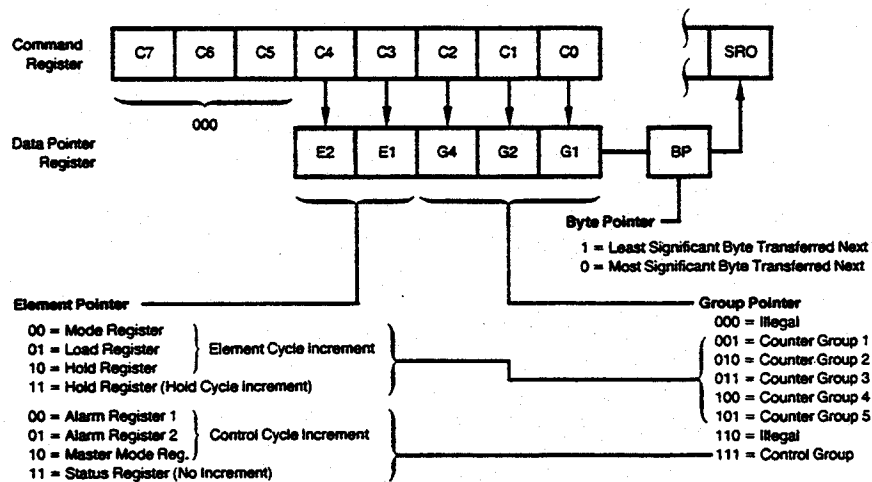 Command
Register
C7 C6 C5 C4 C3 C2 C1 C0
SRO
000
Data Pointer
Register
E2 E1 G4 G2 G1
BP
Byte Pointer
1 = Least Significant Byte Transferred Next
0 = Most Significant Byte Transferred Next
Element Pointer
00 = Mode Register
01 = Load Register
10 = Hold Register
Element Cycle Increment
11 = Hold Register (Hold Cycle Increment)
00 = Alarm Register 1
01 = Alarm Register 2
10 = Master Mode Reg.
Control Cycle Increment
11 = Status Register (No Increment)
Group Pointer
000 = Illegal
001 = Counter Group 1
010 = Counter Group 2
011 = Counter Group 3
100 = Counter Group 4
101 = Counter Group 5
110 = Illegal
111 = Control Group